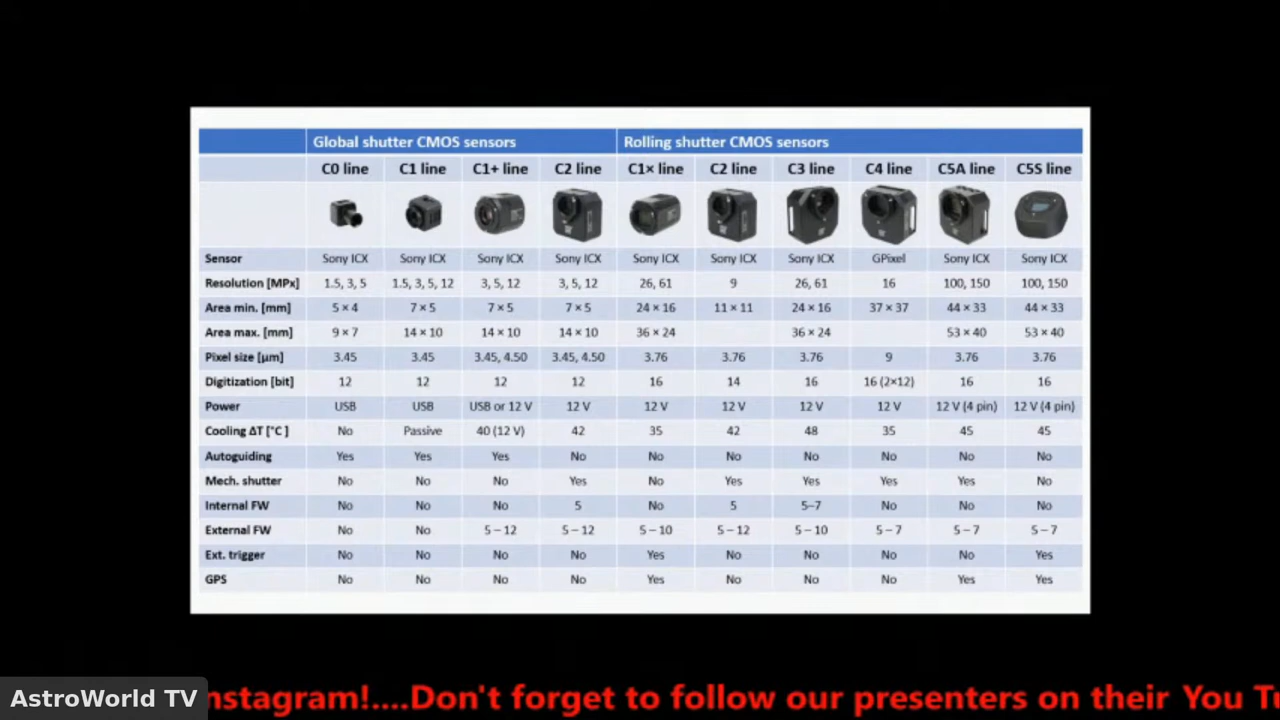 Global shutter CMOS sensors Rolling shutter CMOS sensors
C0 line C1 line C1+ line C2 line C1× line C2 line C3 line C4 line C5A line C5S line
Sensor Sony ICX Sony ICX Sony ICX Sony ICX Sony ICX Sony ICX Sony ICX GPixel Sony ICX Sony ICX
Resolution [MPx] 1.5, 3, 5 1.5, 3, 5, 12 3, 5, 12 3, 5, 12 26, 61 9 26, 61 16 100, 150 100, 150
Area min. [mm] 5 × 4 7 × 5 7 × 5 7 × 5 24 × 16 11 × 11 24 × 16 37 × 37 44 × 33 44 × 33
Area max. [mm] 9 × 7 14 × 10 14 × 10 14 × 10 36 × 24 36 × 24 53 × 40 53 × 40
Pixel size [μm] 3.45 3.45 3.45, 4.50 3.45, 4.50 3.76 3.76 3.76 9 3.76 3.76
Digitization [bit] 12 12 12 12 16 14 16 16 (2×12) 16 16
Power USB USB USB or 12 V 12 V 12 V 12 V 12 V 12 V 12 V (4 pin) 12 V (4 pin)
Cooling ΔT [°C ] No Passive 40 (12 V) 42 35 42 48 35 45 45
Autoguiding Yes Yes Yes No No No No No No No
Mech. shutter No No No Yes No Yes Yes Yes Yes No
Internal FW No No No 5 No 5 5–7 No No No
External FW No No 5 – 12 5 – 12 5 – 10 5 – 12 5 – 10 5 – 7 5 – 7 5 – 7
Ext. trigger No No No No Yes No No No No Yes
GPS No No No No Yes No No No Yes Yes
AstroWorld TV nstagram!....Don't forget to follow our presenters on their You T